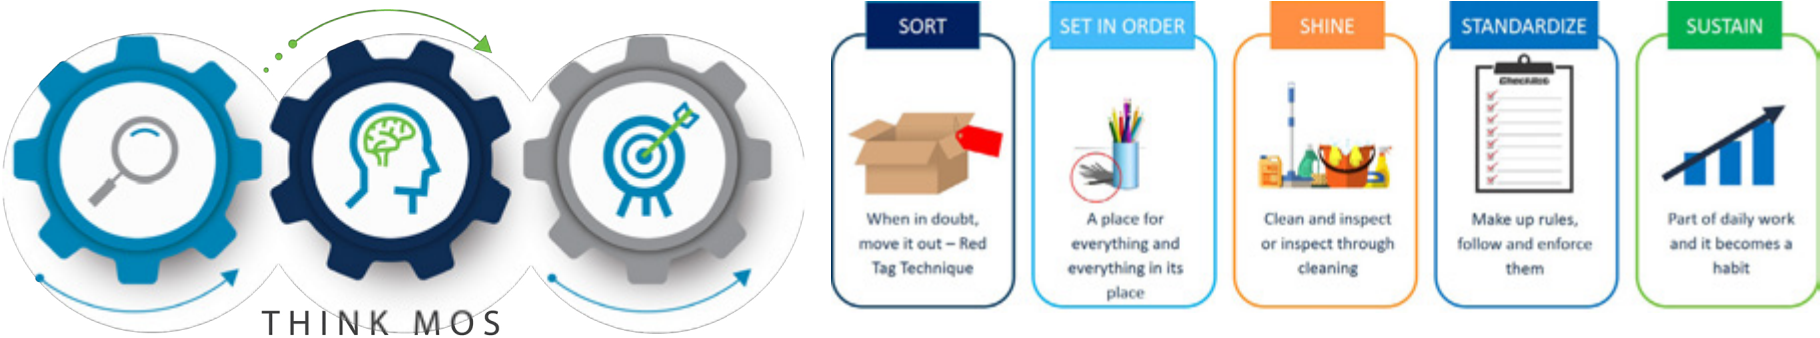 THINK MOS
SORT
When in doubt,
move it out – Red
Tag Technique
SET IN ORDER
A place for
everything and
everything in its
place
SHINE
Clean and inspect
or inspect through
cleaning
STANDARDIZE
Checklist
Make up rules,
follow and enforce
them
SUSTAIN
Part of daily work
and it becomes a
habit